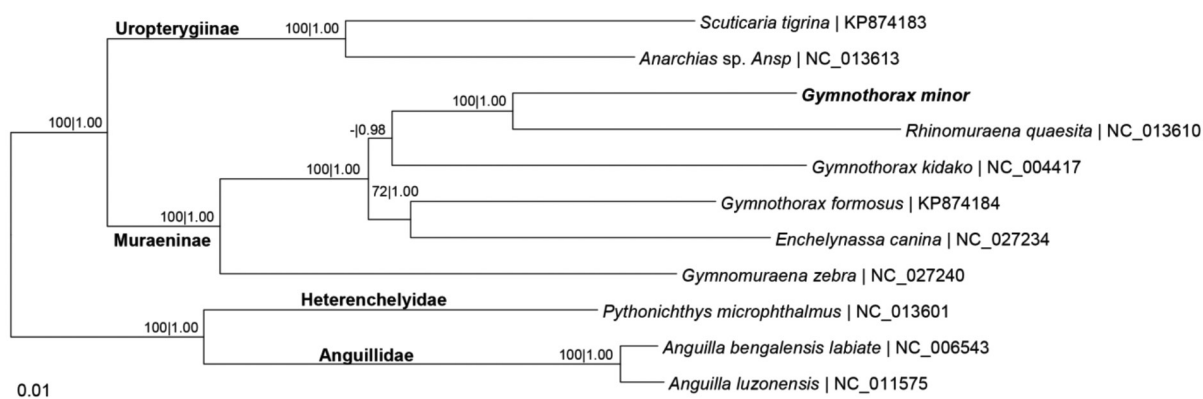 Uropterygiinae
100|1.00
Scuticaria tigrina | KP874183
Anarchias sp. Ansp | NC_013613
100|1.00
100|1.00
Gymnothorax minor
Rhinomuraena quaesita | NC_013610
-|0.98
Gymnothorax kidako | NC_004417
100|1.00
72|1.00
Gymnothorax formosus | KP874184
Enchelynassa canina | NC_027234
100|1.00
Muraeninae
Gymnomuraena zebra | NC_027240
Heterenchelyidae
Pythonichthys microphthalmus | NC_013601
100|1.00
Anguillidae
100|1.00
Anguilla bengalensis labiate | NC_006543
Anguilla luzonensis | NC_011575
0.01